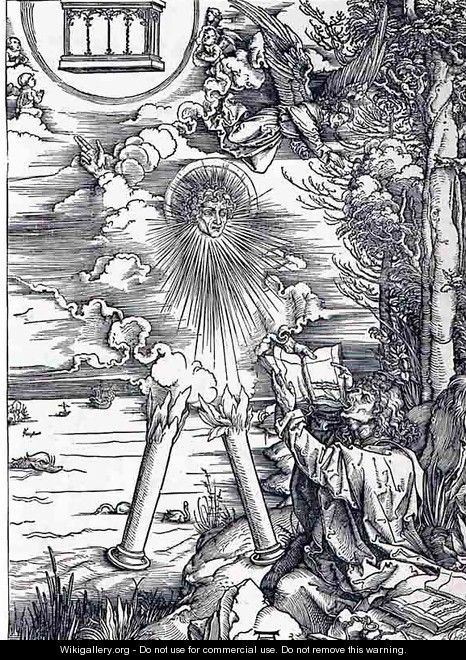 Wikigallery.org - Do not use for commercial use. Do not remove this warning.